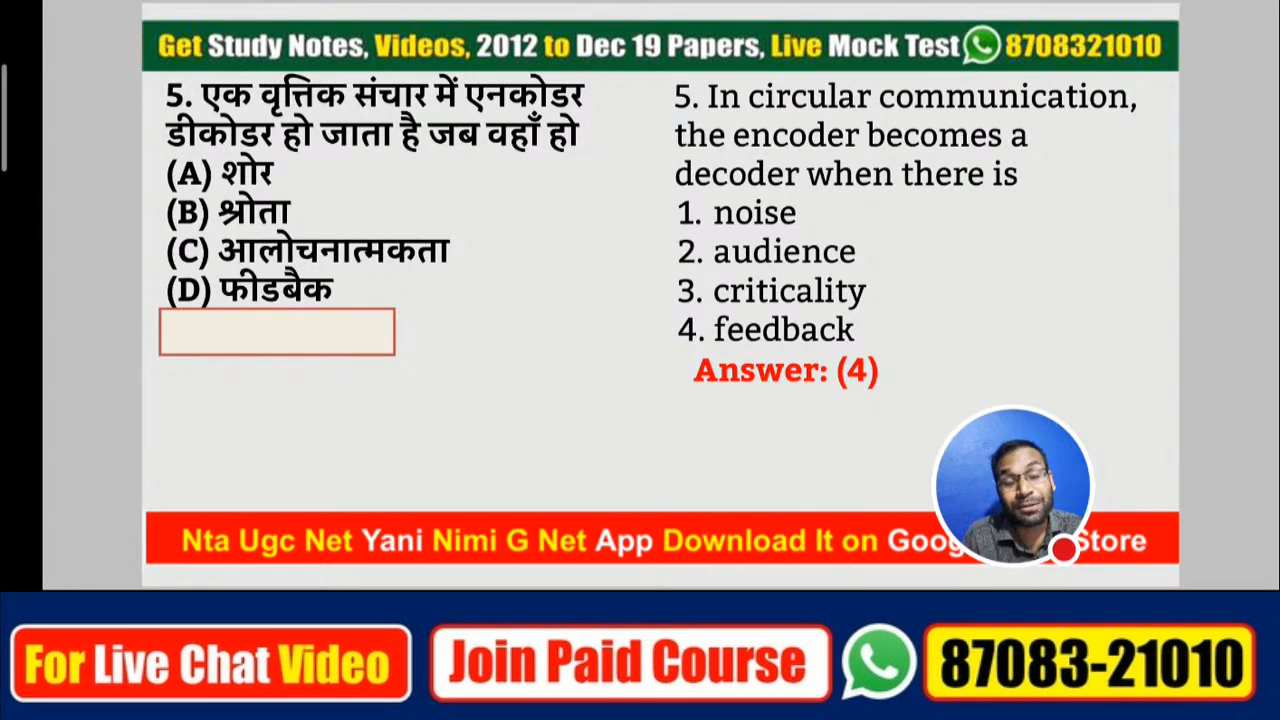 Get Study Notes, Videos, 2012 to Dec 19 Papers, Live Mock Test 8708321010
5. एक वृत्तिक संचार में एनकोडर
डीकोडर हो जाता है जब वहाँ हो
(A) शोर
(B) श्रोता
(C) आलोचनात्मकता
(D) फीडबैक
5. In circular communication,
the encoder becomes a
decoder when there is
1. noise
2. audience
3. criticality
4. feedback
Answer: (4)
Nta Ugc Net Yani Nimi G Net App Download It on Goog Store
For Live Chat Video
Join Paid Course
87083-21010